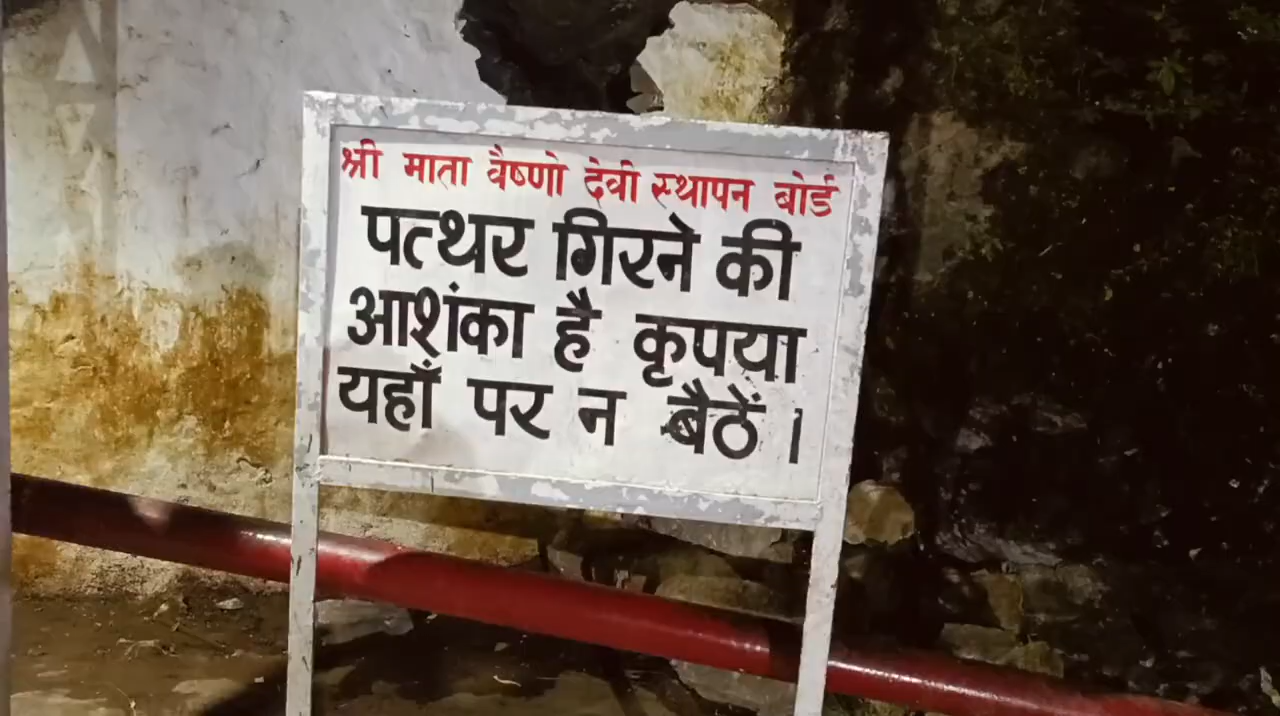 श्री माता वैष्णो देवी स्थापन बोर्ड
पत्थर गिरने की
आशंका है कृपया
यहाँ पर न बैठें ।